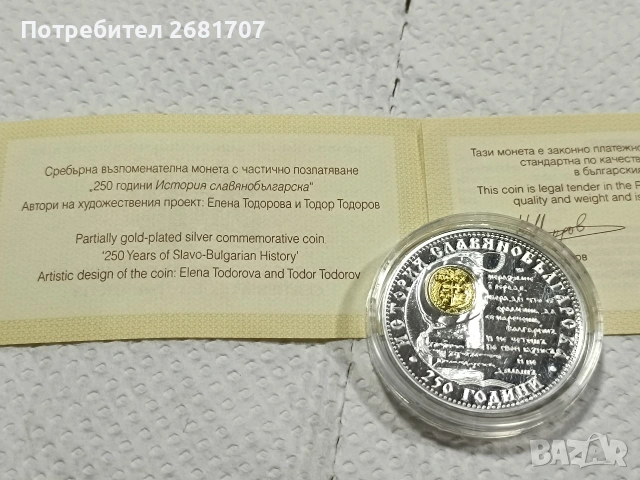 Потребител 2681707
Сребърна възпоменателна монета с частично позлатяване
„250 години История славянобългарска"
Автори на художествения проект: Елена Тодорова и Тодор Тодоров
Partially gold-plated silver commemorative coin
'250 Years of Slavo-Bulgarian History'
Artistic design of the coin: Elena Todorova and Todor Todorov
Тази монета е законно платежно
стандартна по качество
в българския
This coin is legal tender in the
quality and weight and is
ИСТОРИЯ СЛАВЯНОБЪЛГАРСКА
250 ГОДИНИ
BAZAR